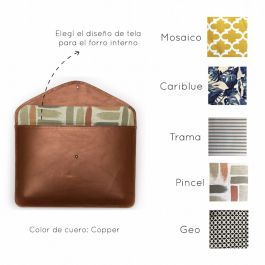 Elegí el diseño de tela
para el forro interno
Mosaico
Cariblue
Trama
Pincel
Geo
Color de cuero: Copper